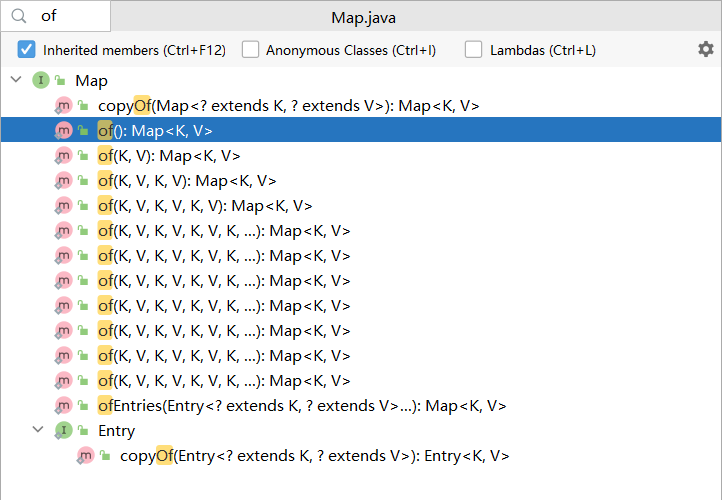 of
Map.java
Inherited members (Ctrl+F12) Anonymous Classes (Ctrl+I) Lambdas (Ctrl+L)
I Map
m copyOf(Map<? extends K, ? extends V>): Map<K, V>
m of(): Map<K, V>
m of(K, V): Map<K, V>
m of(K, V, K, V): Map<K, V>
m of(K, V, K, V, K, V): Map<K, V>
m of(K, V, K, V, K, V, K, ...): Map<K, V>
m of(K, V, K, V, K, V, K, ...): Map<K, V>
m of(K, V, K, V, K, V, K, ...): Map<K, V>
m of(K, V, K, V, K, V, K, ...): Map<K, V>
m of(K, V, K, V, K, V, K, ...): Map<K, V>
m of(K, V, K, V, K, V, K, ...): Map<K, V>
m of(K, V, K, V, K, V, K, ...): Map<K, V>
m ofEntries(Entry<? extends K, ? extends V>...): Map<K, V>
I Entry
m copyOf(Entry<? extends K, ? extends V>): Entry<K, V>